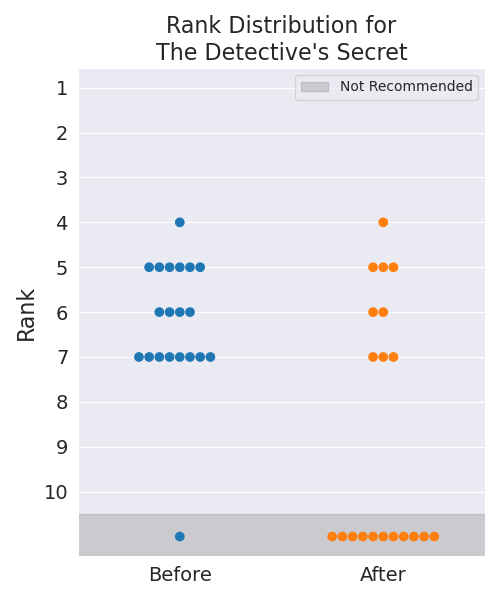 Rank Distribution for
The Detective's Secret
Not Recommended
1
2
3
4
5
6
7
8
9
10
Rank
Before
After